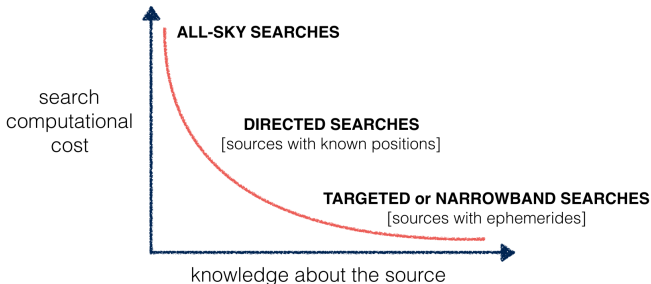 ALL-SKY SEARCHES
search
computational
cost
DIRECTED SEARCHES
[sources with known positions]
TARGETED or NARROWBAND SEARCHES
[sources with ephemerides]
knowledge about the source